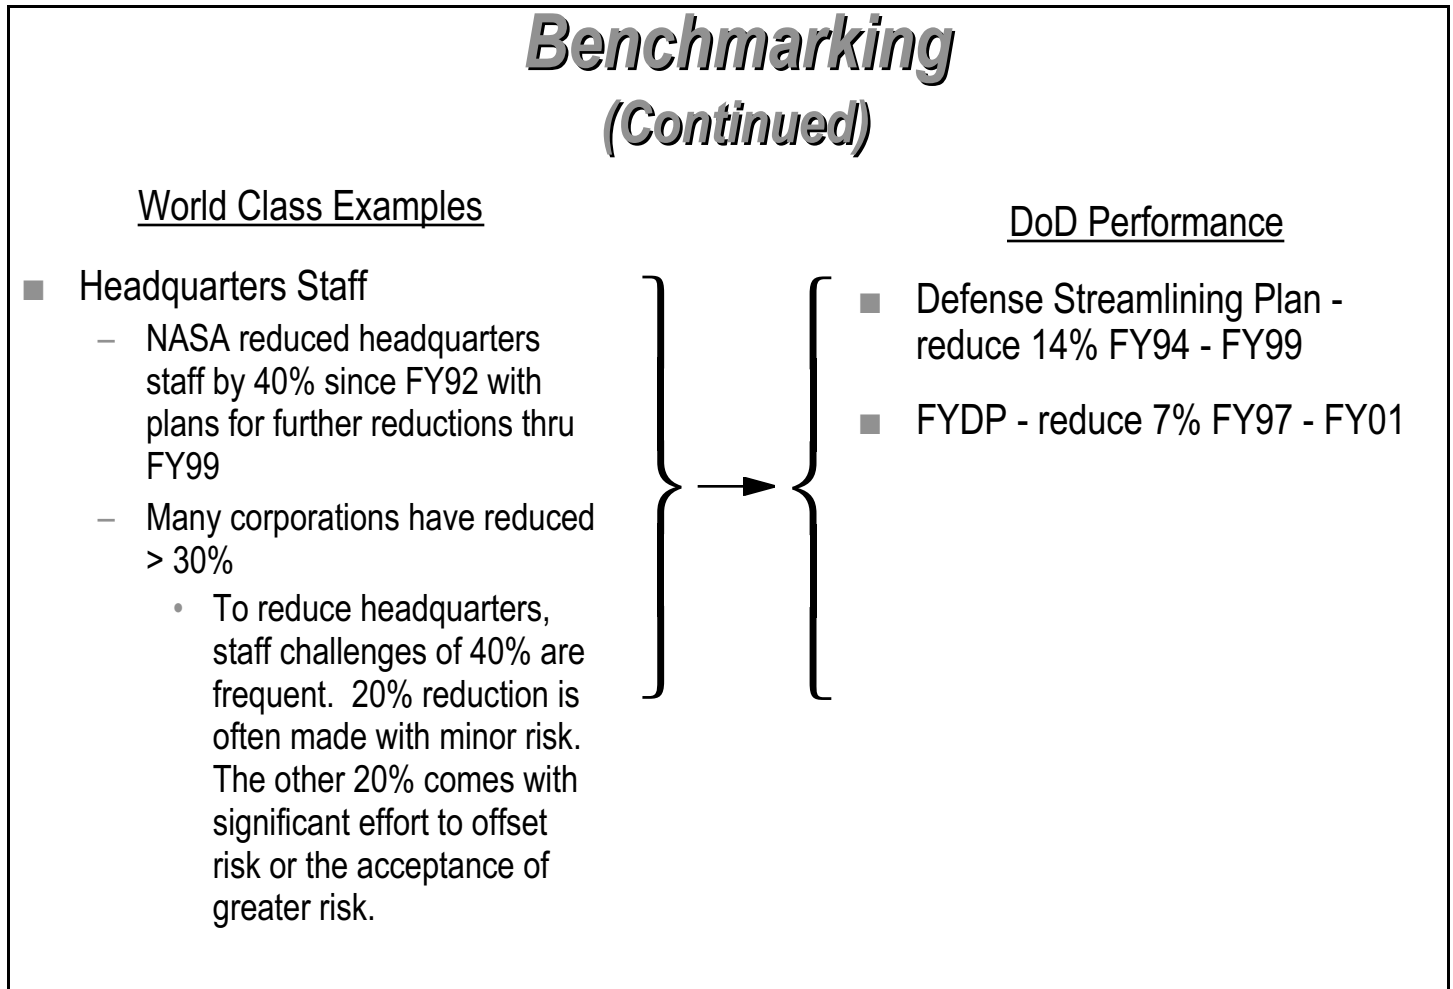 Benchmarking
(Continued)
World Class Examples
■ Headquarters Staff
– NASA reduced headquarters
staff by 40% since FY92 with
plans for further reductions thru
FY99
– Many corporations have reduced
> 30%
• To reduce headquarters,
staff challenges of 40% are
frequent.  20% reduction is
often made with minor risk.
The other 20% comes with
significant effort to offset
risk or the acceptance of
greater risk.
DoD Performance
■ Defense Streamlining Plan -
reduce 14% FY94 - FY99
■ FYDP - reduce 7% FY97 - FY01